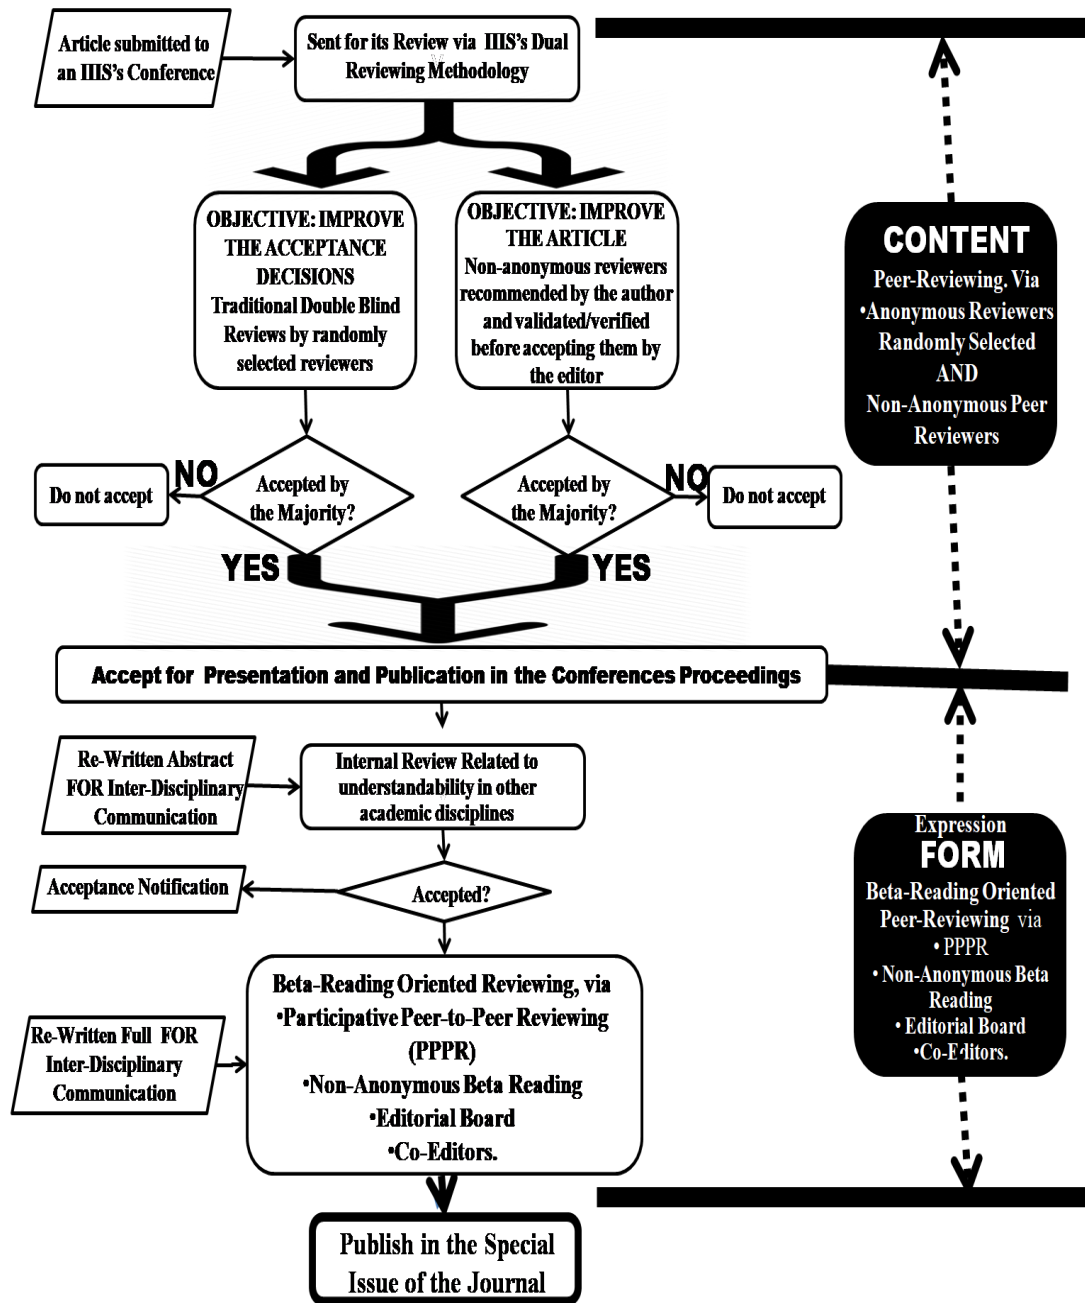 Article submitted to
an IIIS's Conference
Sent for its Review via IIIS's Dual
Reviewing Methodology
OBJECTIVE: IMPROVE
THE ACCEPTANCE
DECISIONS
Traditional Double Blind
Reviews by randomly
selected reviewers
OBJECTIVE: IMPROVE
THE ARTICLE
Non-anonymous reviewers
recommended by the author
and validated/verified
before accepting them by
the editor
CONTENT
Peer-Reviewing. Via
•Anonymous Reviewers
Randomly Selected
AND
Non-Anonymous Peer
Reviewers
Do not accept
NO
Accepted by
the Majority?
YES
Accepted by
the Majority?
NO
Do not accept
YES
Accept for Presentation and Publication in the Conferences Proceedings
Re-Written Abstract
FOR Inter-Disciplinary
Communication
Internal Review Related to
understandability in other
academic disciplines
Acceptance Notification
Accepted?
Expression
FORM
Beta-Reading Oriented
Peer-Reviewing via
• PPPR
• Non-Anonymous Beta
Reading
• Editorial Board
•Co-Editors.
Re-Written Full FOR
Inter-Disciplinary
Communication
Beta-Reading Oriented Reviewing, via
•Participative Peer-to-Peer Reviewing
(PPPR)
•Non-Anonymous Beta Reading
•Editorial Board
•Co-Editors.
Publish in the Special
Issue of the Journal